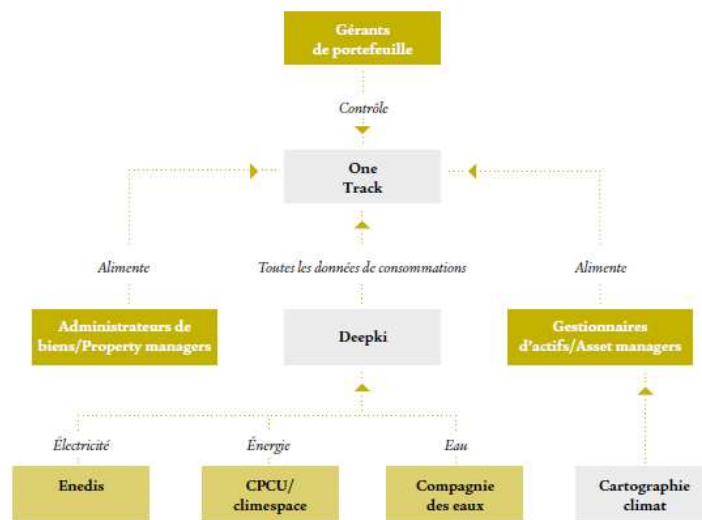 Gérants
de portefeuille
Contrôle
One
Track
Alimente
Toutes les données de consommations
Alimente
Administrateurs de
biens/Property managers
Deepki
Gestionnaires
d'actifs/Asset managers
Électricité
Énergie
Eau
Enedis
CPCU/
climespace
Compagnie
des eaux
Cartographie
climat